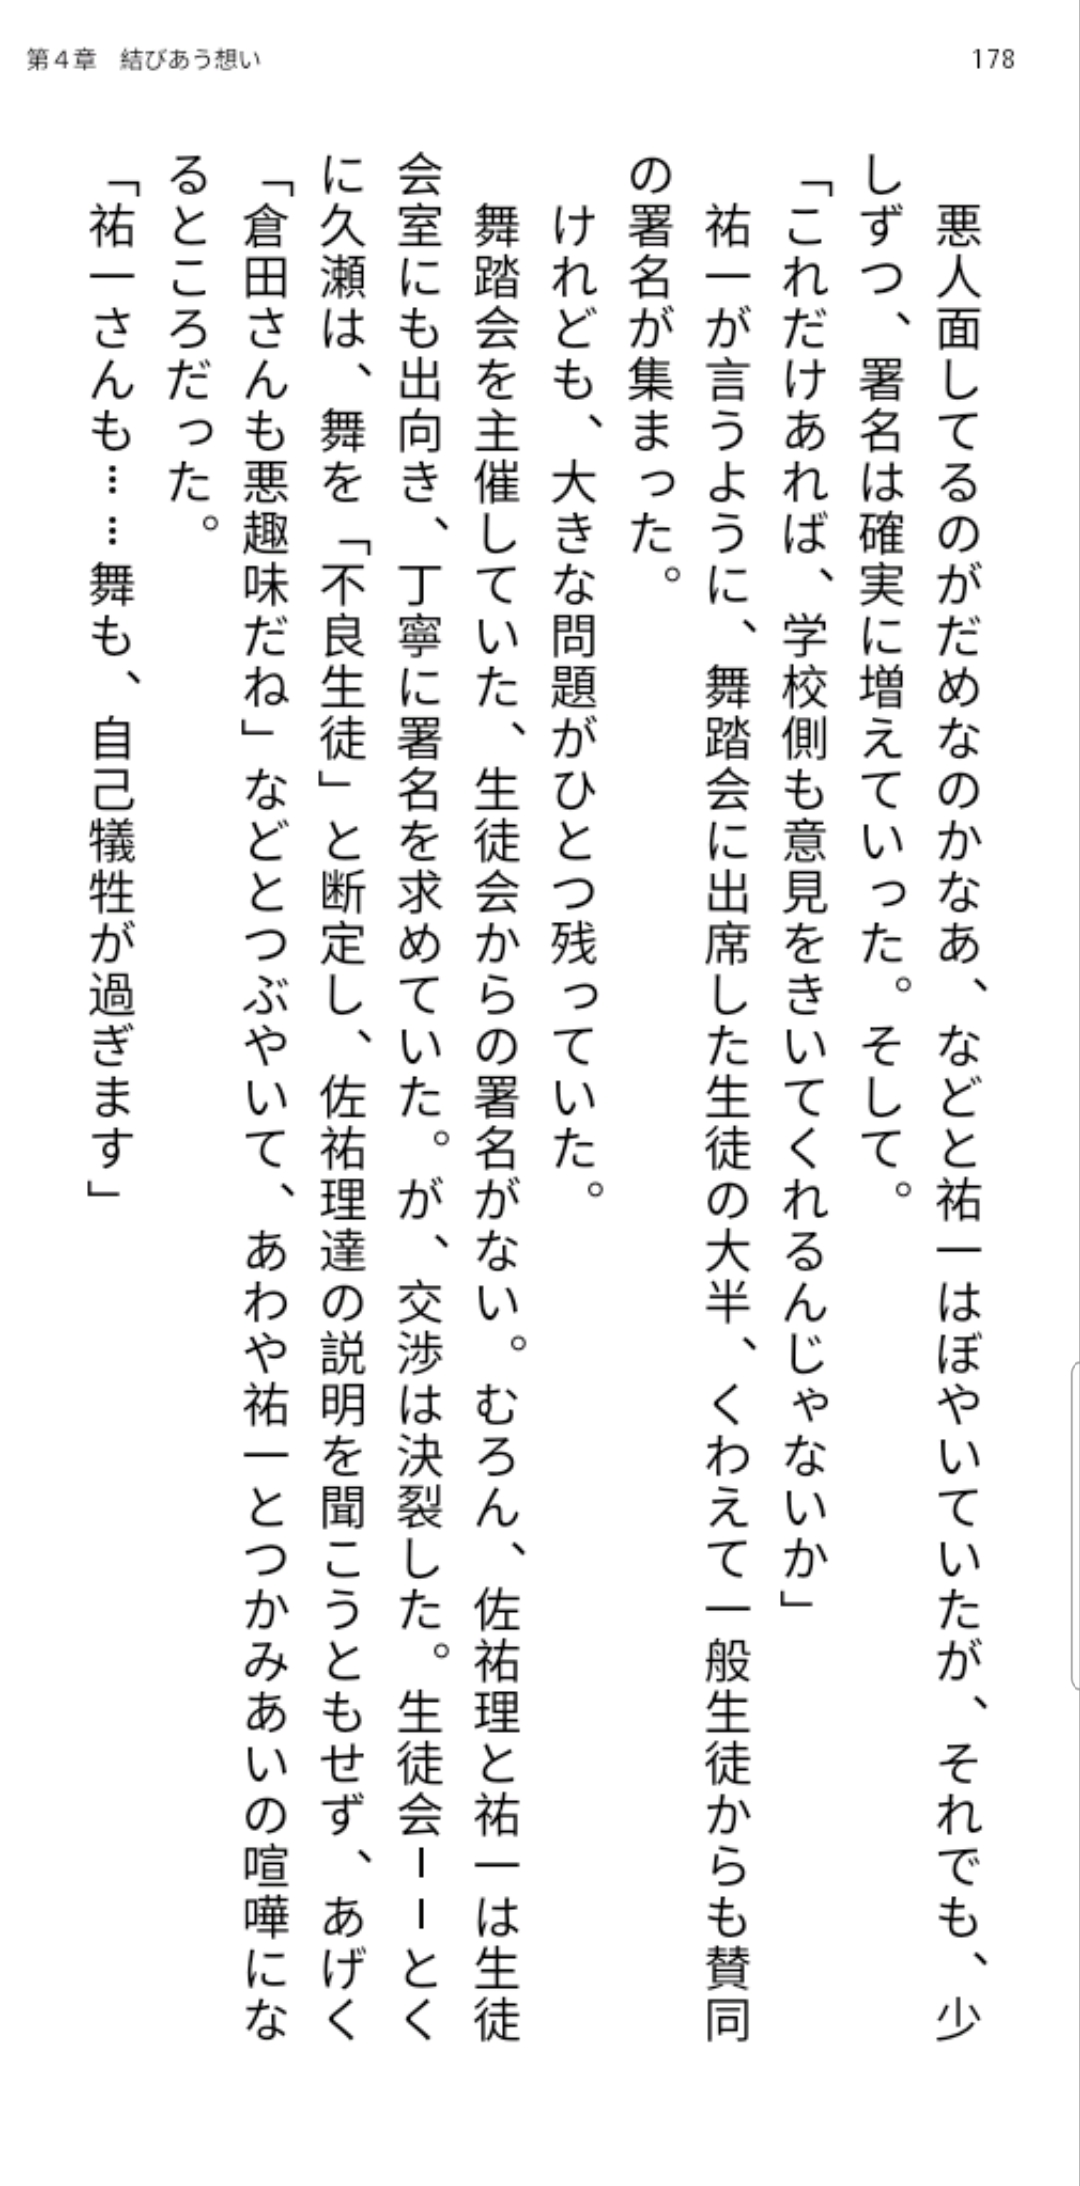 第４章　結びあう想い
178
　悪人面してるのがだめなのかなあ、などと祐一はぼやいていたが、それでも、少
しずつ、署名は確実に増えていった。そして。
「これだけあれば、学校側も意見をきいてくれるんじゃないか」
　祐一が言うように、舞踏会に出席した生徒の大半、くわえて一般生徒からも賛同
の署名が集まった。
　けれども、大きな問題がひとつ残っていた。
　舞踏会を主催していた、生徒会からの署名がない。むろん、佐祐理と祐一は生徒
会室にも出向き、丁寧に署名を求めていた。が、交渉は決裂した。生徒会ーーとく
に久瀬は、舞を「不良生徒」と断定し、佐祐理達の説明を聞こうともせず、あげく
「倉田さんも悪趣味だね」などとつぶやいて、あわや祐一とつかみあいの喧嘩にな
るところだった。
「祐一さんも……舞も、自己犠牲が過ぎます」